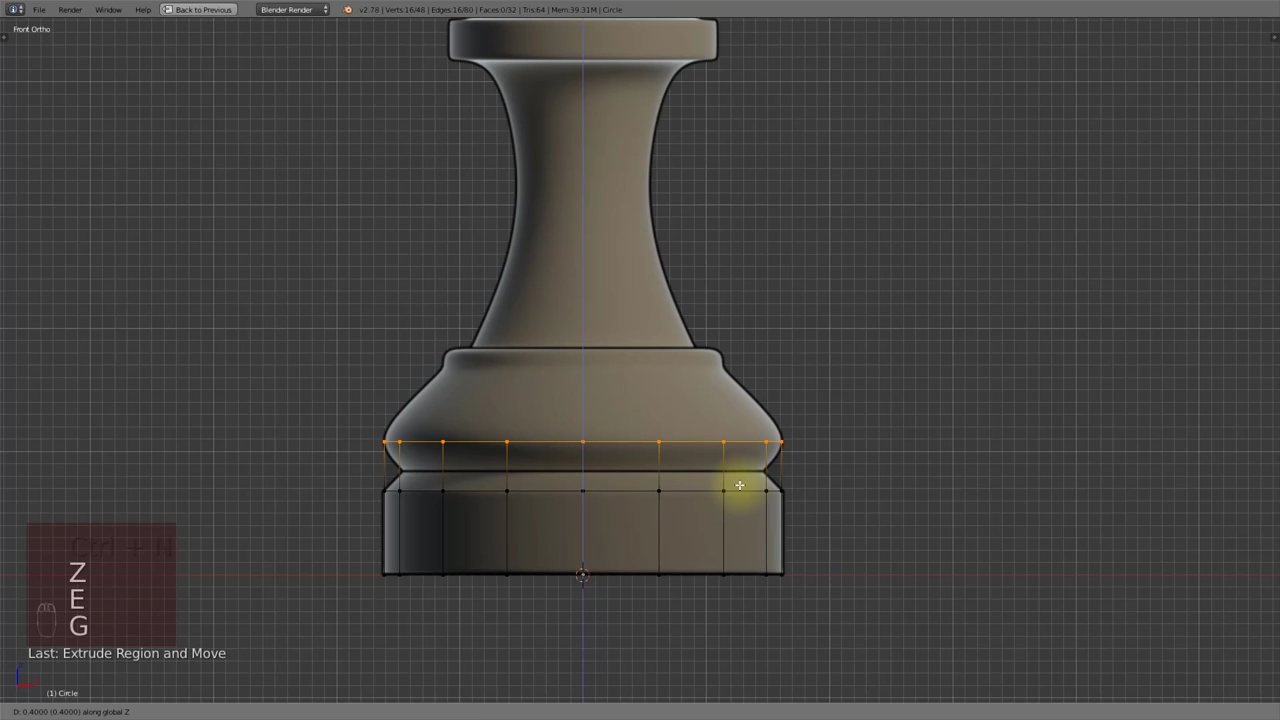 File Render Window Help Back to Previous Blender Render v2.78 | Verts:16/48 | Edges:16/80 | Faces:0/32 | Tris:64 | Mem:39.31M | Circle
Front Ortho
Ctrl + N
Z
E
G
Last: Extrude Region and Move
(1) Circle
D: 0.4000 (0.4000) along global Z